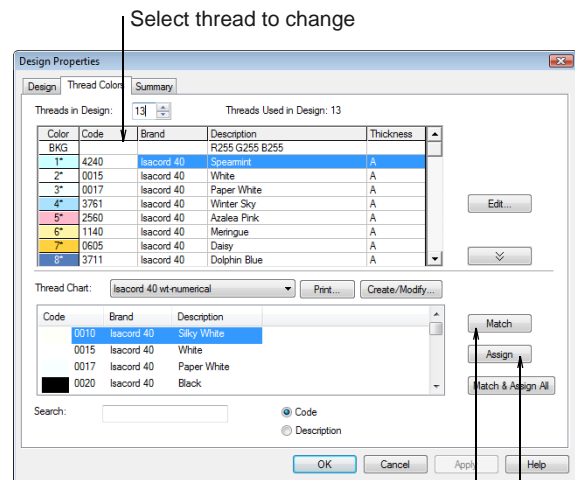 Select thread to change
Design Properties
Design Thread Colors Summary
Threads in Design: 13 Threads Used in Design: 13
Color Code Brand Description Thickness
BKG R255 G255 B255
1* 4240 Isacord 40 Spearmint A
2* 0015 Isacord 40 White A
3* 0017 Isacord 40 Paper White A
4* 3761 Isacord 40 Winter Sky A
5* 2560 Isacord 40 Azalea Pink A
6* 1140 Isacord 40 Meringue A
7* 0605 Isacord 40 Daisy A
8* 3711 Isacord 40 Dolphin Blue A
Edit...
Thread Chart: Isacord 40 wt-numerical Print... Create/Modify...
Code Brand Description
0010 Isacord 40 Silky White
0015 Isacord 40 White
0017 Isacord 40 Paper White
0020 Isacord 40 Black
Match
Assign
Match & Assign All
Search: Code
Description
OK Cancel Apply Help